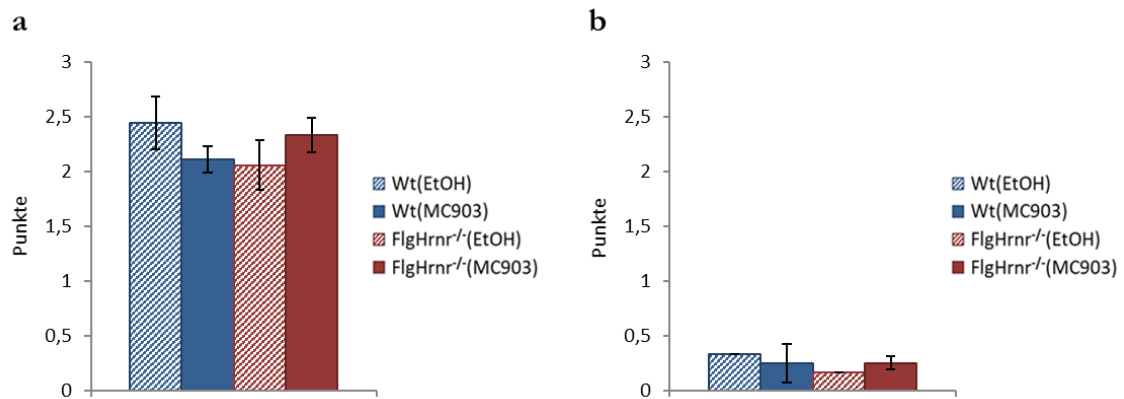 a
3
2,5
2
1,5
1
0,5
0
Punkte
Wt(EtOH)
Wt(MC903)
FlgHrnr-/-(EtOH)
FlgHrnr-/-(MC903)
b
3
2,5
2
1,5
1
0,5
0
Punkte
Wt(EtOH)
Wt(MC903)
FlgHrnr-/-(EtOH)
FlgHrnr-/-(MC903)